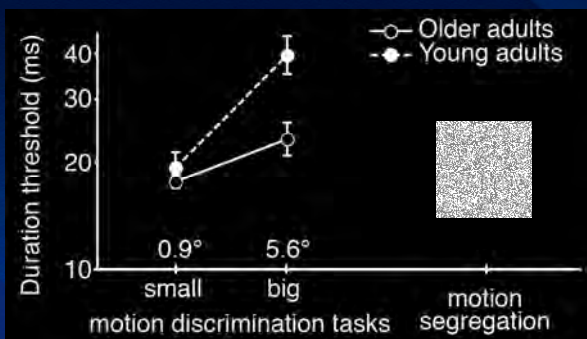 Older adults
Young adults
Duration threshold (ms)
40
30
20
10
0.9° 5.6°
small big
motion discrimination tasks
motion
segregation